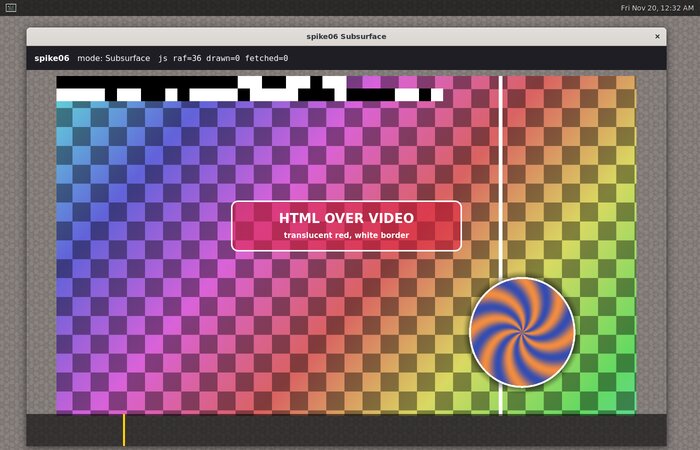 Fri Nov 20, 12:32 AM
spike06 Subsurface
×
spike06 mode: Subsurface js raf=36 drawn=0 fetched=0
HTML OVER VIDEO
translucent red, white border